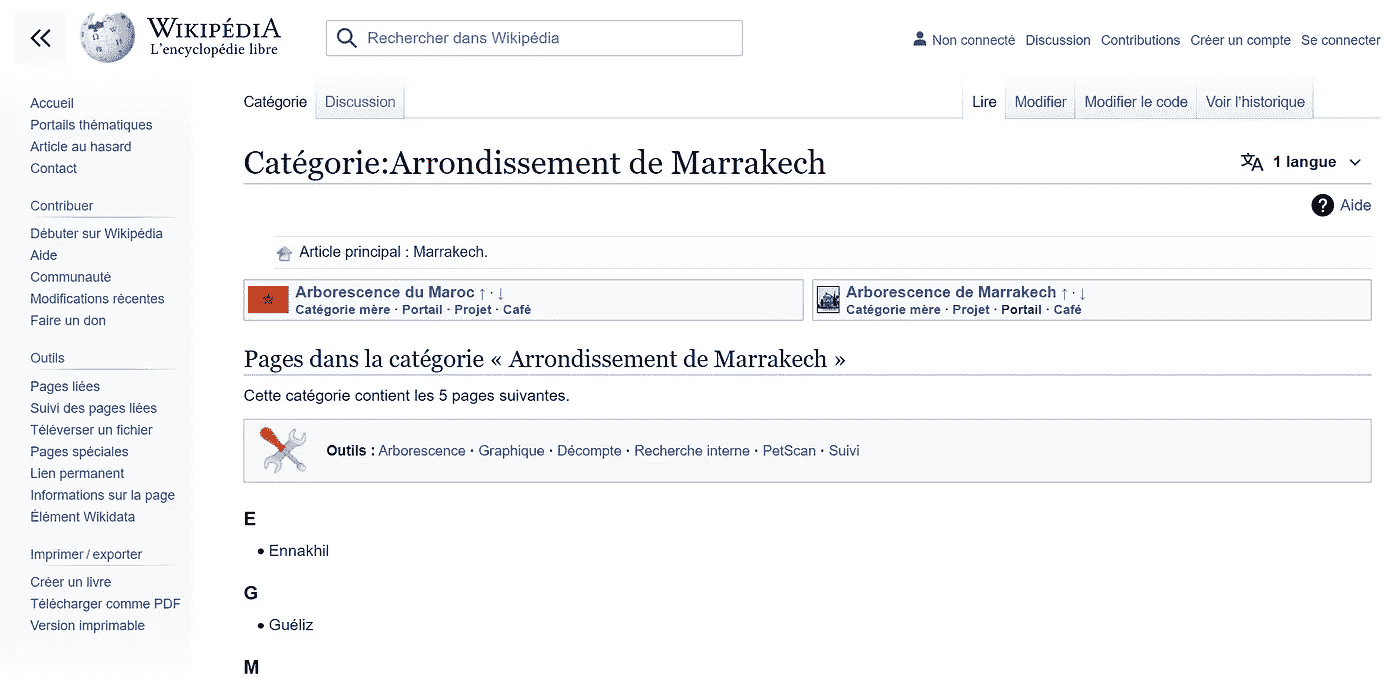 WIKIPÉDIA
L'encyclopédie libre
Rechercher dans Wikipédia
Non connecté Discussion Contributions Créer un compte Se connecter
Accueil
Portails thématiques
Article au hasard
Contact
Contribuer
Débuter sur Wikipédia
Aide
Communauté
Modifications récentes
Faire un don
Outils
Pages liées
Suivi des pages liées
Téléverser un fichier
Pages spéciales
Lien permanent
Informations sur la page
Élément Wikidata
Imprimer / exporter
Créer un livre
Télécharger comme PDF
Version imprimable
Catégorie Discussion Lire Modifier Modifier le code Voir l'historique
Catégorie:Arrondissement de Marrakech
1 langue
Aide
Article principal : Marrakech.
Arborescence du Maroc ↑ · ↓
Catégorie mère · Portail · Projet · Café
Arborescence de Marrakech ↑ · ↓
Catégorie mère · Projet · Portail · Café
Pages dans la catégorie « Arrondissement de Marrakech »
Cette catégorie contient les 5 pages suivantes.
Outils : Arborescence · Graphique · Décompte · Recherche interne · PetScan · Suivi
E
• Ennakhil
G
• Guéliz
M